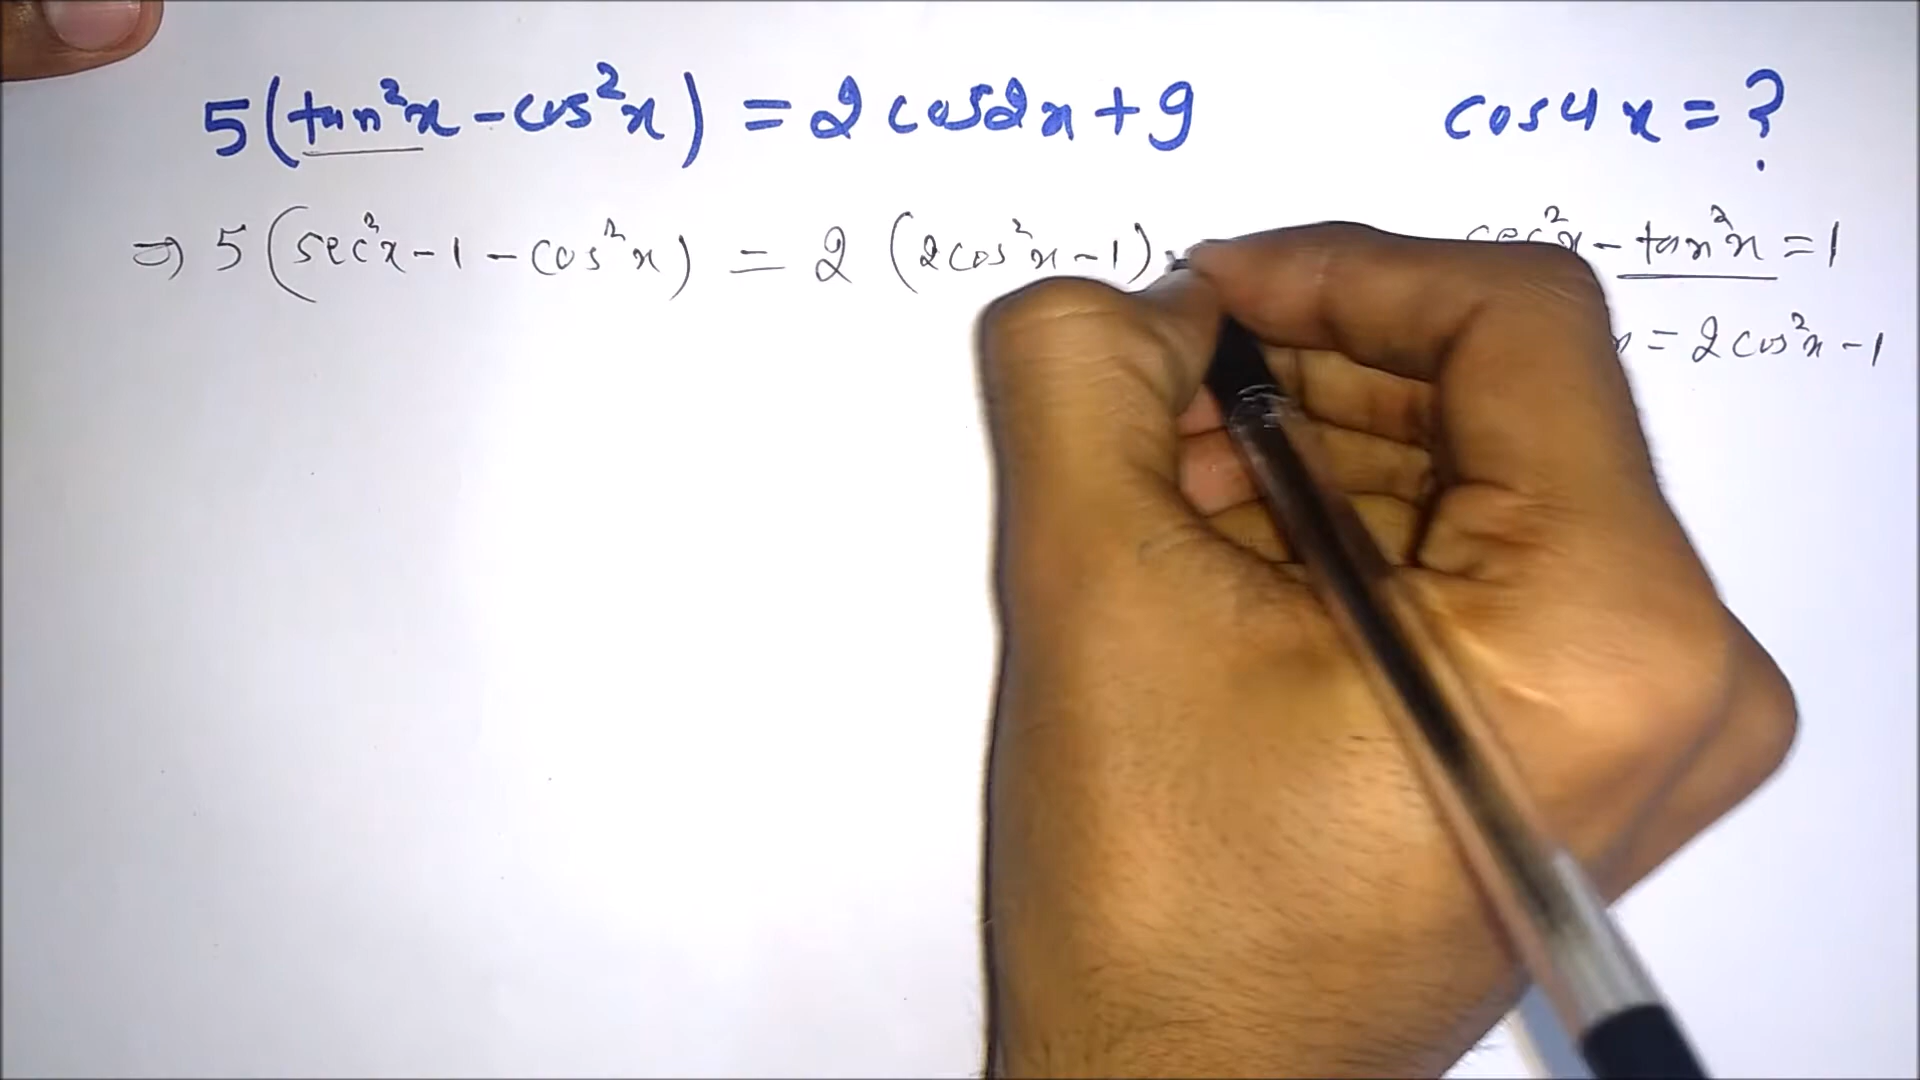 5(tan²x-cos²x) = 2cos2x+9 cos4x=?
⇒ 5(sec²x-1-cos²x) = 2(2cos²x-1) sec²x-tan²x=1
= 2cos²x-1